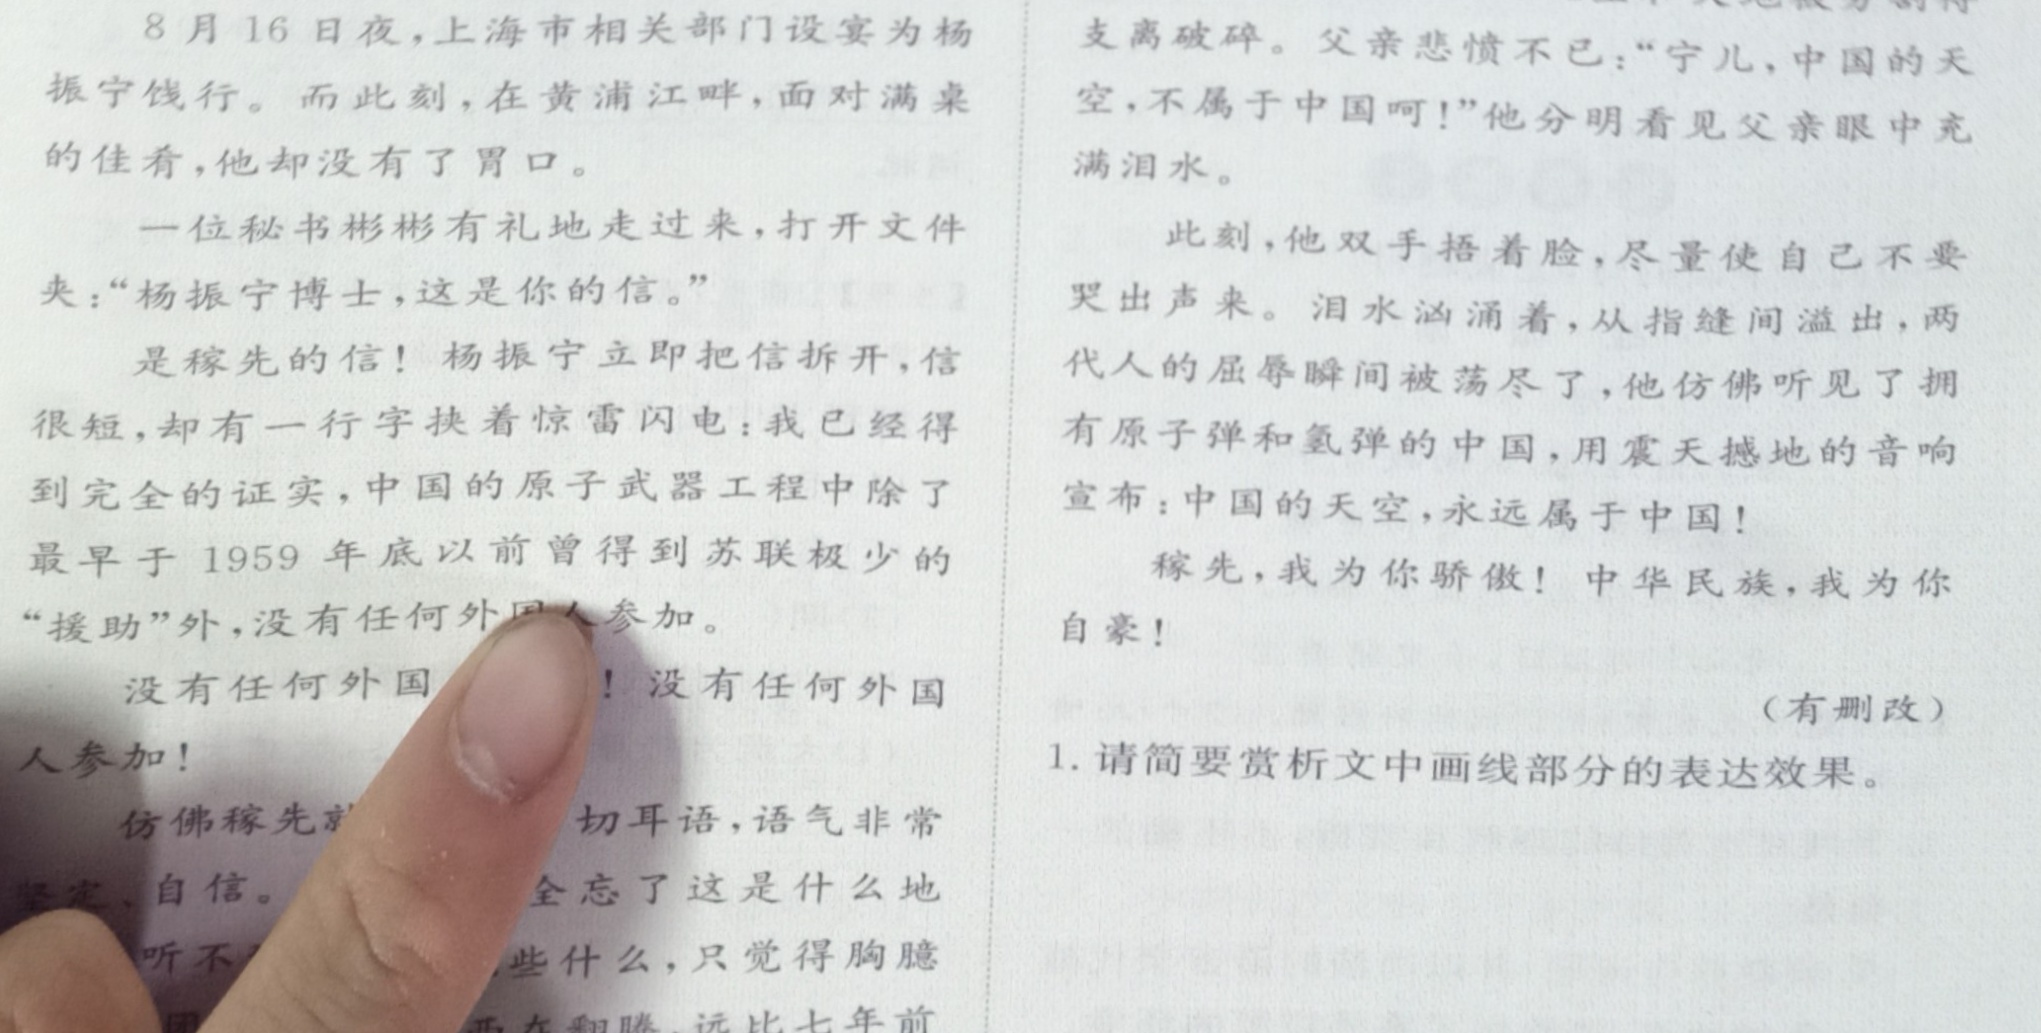 8月16日夜，上海市相关部门设宴为杨
振宁饯行。而此刻，在黄浦江畔，面对满桌
的佳肴，他却没有了胃口。
一位秘书彬彬有礼地走过来，打开文件
夹：“杨振宁博士，这是你的信。”
是稼先的信！杨振宁立即把信拆开，信
很短，却有一行字挟着惊雷闪电：我已经得
到完全的证实，中国的原子武器工程中除了
最早于1959年底以前曾得到苏联极少的
“援助”外，没有任何外国人参加。
没有任何外国！没有任何外国
人参加！
仿佛稼先就切耳语，语气非常
坚定、自信。全忘了这是什么地
听不些什么，只觉得胸臆
团在翻腾，远比七年前
支离破碎。父亲悲愤不已：“宁儿，中国的天
空，不属于中国呵！”他分明看见父亲眼中充
满泪水。
此刻，他双手捂着脸，尽量使自己不要
哭出声来。泪水汹涌着，从指缝间溢出，两
代人的屈辱瞬间被荡尽了，他仿佛听见了拥
有原子弹和氢弹的中国，用震天撼地的音响
宣布：中国的天空，永远属于中国！
稼先，我为你骄傲！中华民族，我为你
自豪！
（有删改）
1. 请简要赏析文中画线部分的表达效果。